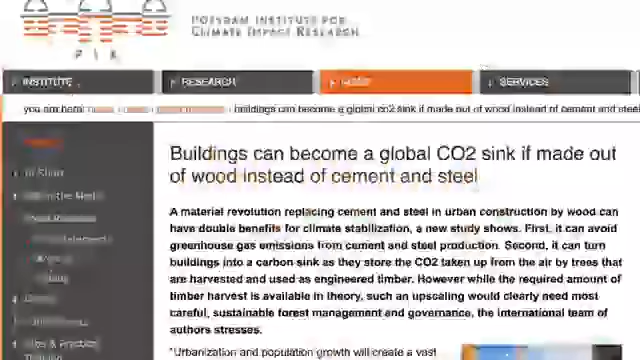 POTSDAM INSTITUTE FOR
CLIMATE IMPACT RESEARCH
P I K
INSTITUTE
RESEARCH
NEWS
SERVICES
you are here: buildings can become a global co2 sink if made out of wood instead of cement and steel
Buildings can become a global CO2 sink if made out
of wood instead of cement and steel
A material revolution replacing cement and steel in urban construction by wood can
have double benefits for climate stabilization, a new study shows. First, it can avoid
greenhouse gas emissions from cement and steel production. Second, it can turn
buildings into a carbon sink as they store the CO2 taken up from the air by trees that
are harvested and used as engineered timber. However while the required amount of
timber harvest is available in theory, such an upscaling would clearly need most
careful, sustainable forest management and governance, the international team of
authors stresses.
"Urbanization and population growth will create a vast